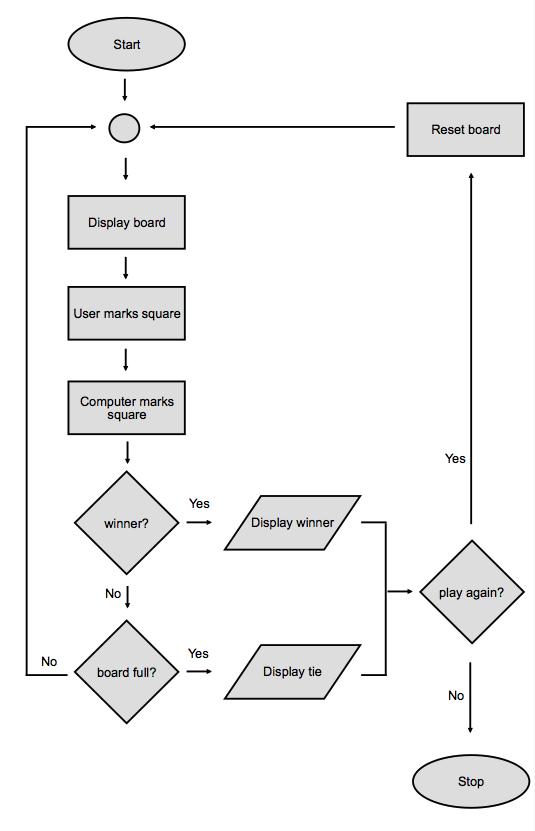 Start
Reset board
Display board
User marks square
Computer marks
square
Yes
winner?
Yes
Display winner
No
play again?
No
board full?
Yes
Display tie
No
Stop